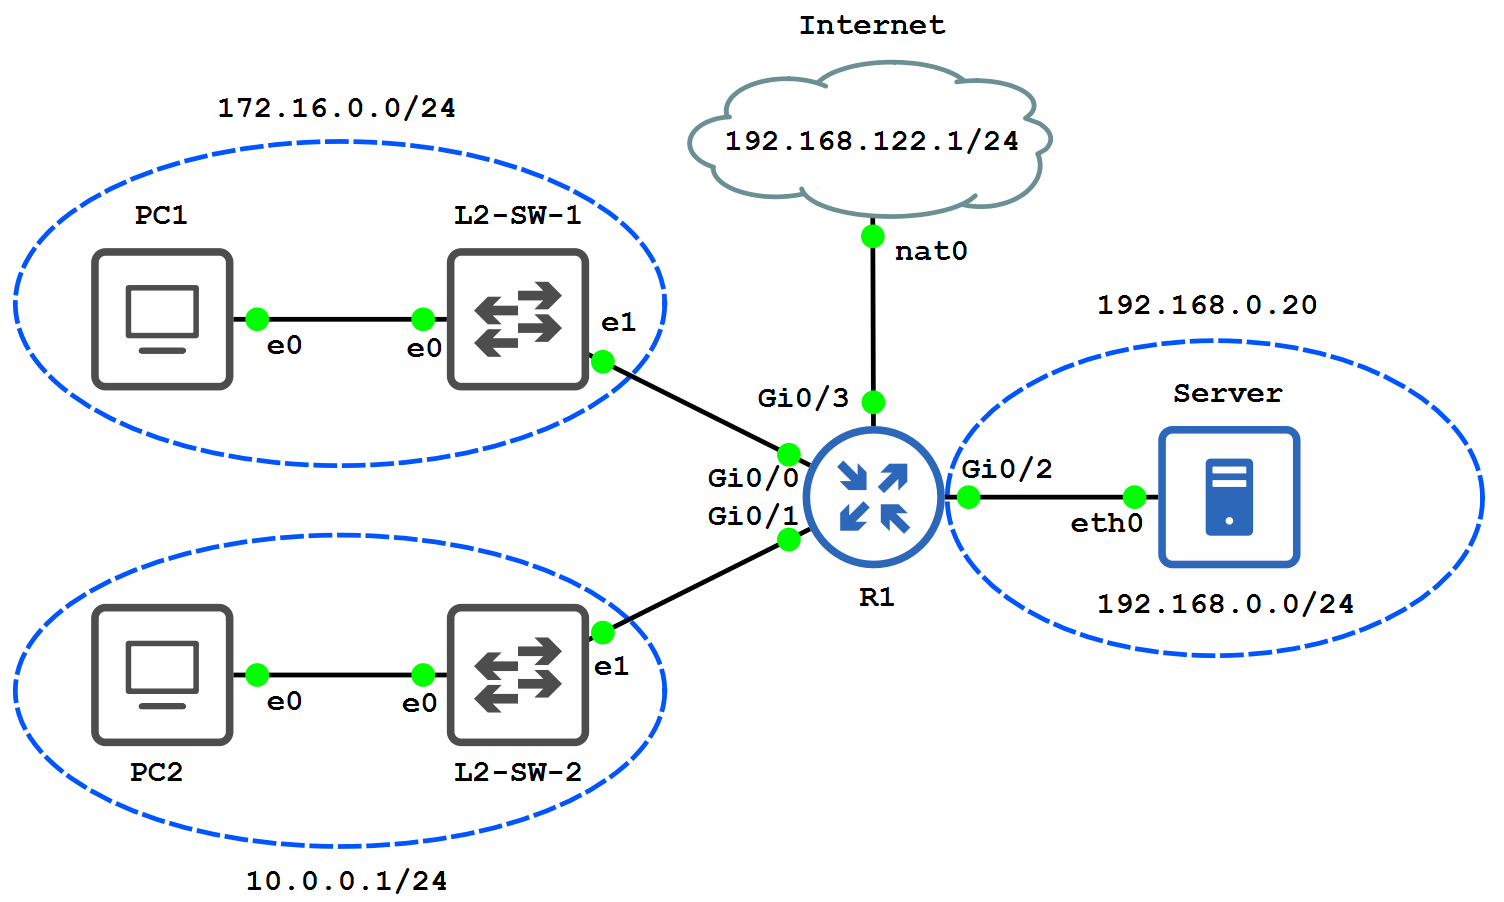 Internet
172.16.0.0/24
192.168.122.1/24
PC1
L2-SW-1
nat0
192.168.0.20
e1
e0
e0
Server
Gi0/3
Gi0/0
Gi0/2
Gi0/1
eth0
R1
192.168.0.0/24
e1
e0
e0
PC2
L2-SW-2
10.0.0.1/24